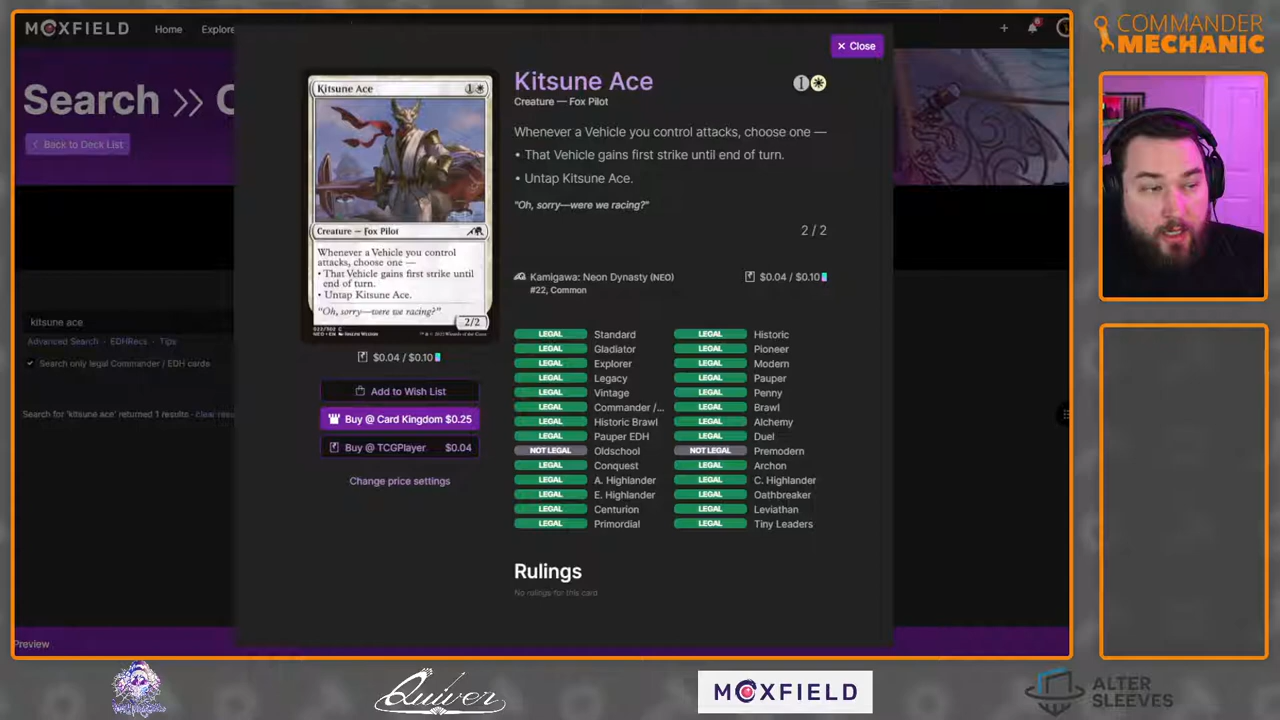 MOXFIELD
Home
Explore
Search >>
Back to Deck List
kitsune ace
Advanced Search · EDHRecs · Tips
Search only legal Commander / EDH cards
Search for 'kitsune ace' returned 1 results - clear
Preview
× Close
Kitsune Ace
Creature — Fox Pilot
Whenever a Vehicle you control
attacks, choose one —
• That Vehicle gains first strike until
end of turn.
• Untap Kitsune Ace.
"Oh, sorry—were we racing?"
2/2
$0.04 / $0.10
Add to Wish List
Buy @ Card Kingdom $0.25
Buy @ TCGPlayer $0.04
Change price settings
Kitsune Ace
Creature — Fox Pilot
Whenever a Vehicle you control attacks, choose one —
• That Vehicle gains first strike until end of turn.
• Untap Kitsune Ace.
"Oh, sorry—were we racing?"
2 / 2
Kamigawa: Neon Dynasty (NEO)
#22, Common
$0.04 / $0.10
LEGAL Standard LEGAL Historic
LEGAL Gladiator LEGAL Pioneer
LEGAL Explorer LEGAL Modern
LEGAL Legacy LEGAL Pauper
LEGAL Vintage LEGAL Penny
LEGAL Commander /... LEGAL Brawl
LEGAL Historic Brawl LEGAL Alchemy
LEGAL Pauper EDH LEGAL Duel
NOT LEGAL Oldschool NOT LEGAL Premodern
LEGAL Conquest LEGAL Archon
LEGAL A. Highlander LEGAL C. Highlander
LEGAL E. Highlander LEGAL Oathbreaker
LEGAL Centurion LEGAL Leviathan
LEGAL Primordial LEGAL Tiny Leaders
Rulings
No rulings for this card
COMMANDER
MECHANIC
Quiver
MOXFIELD
ALTER
SLEEVES